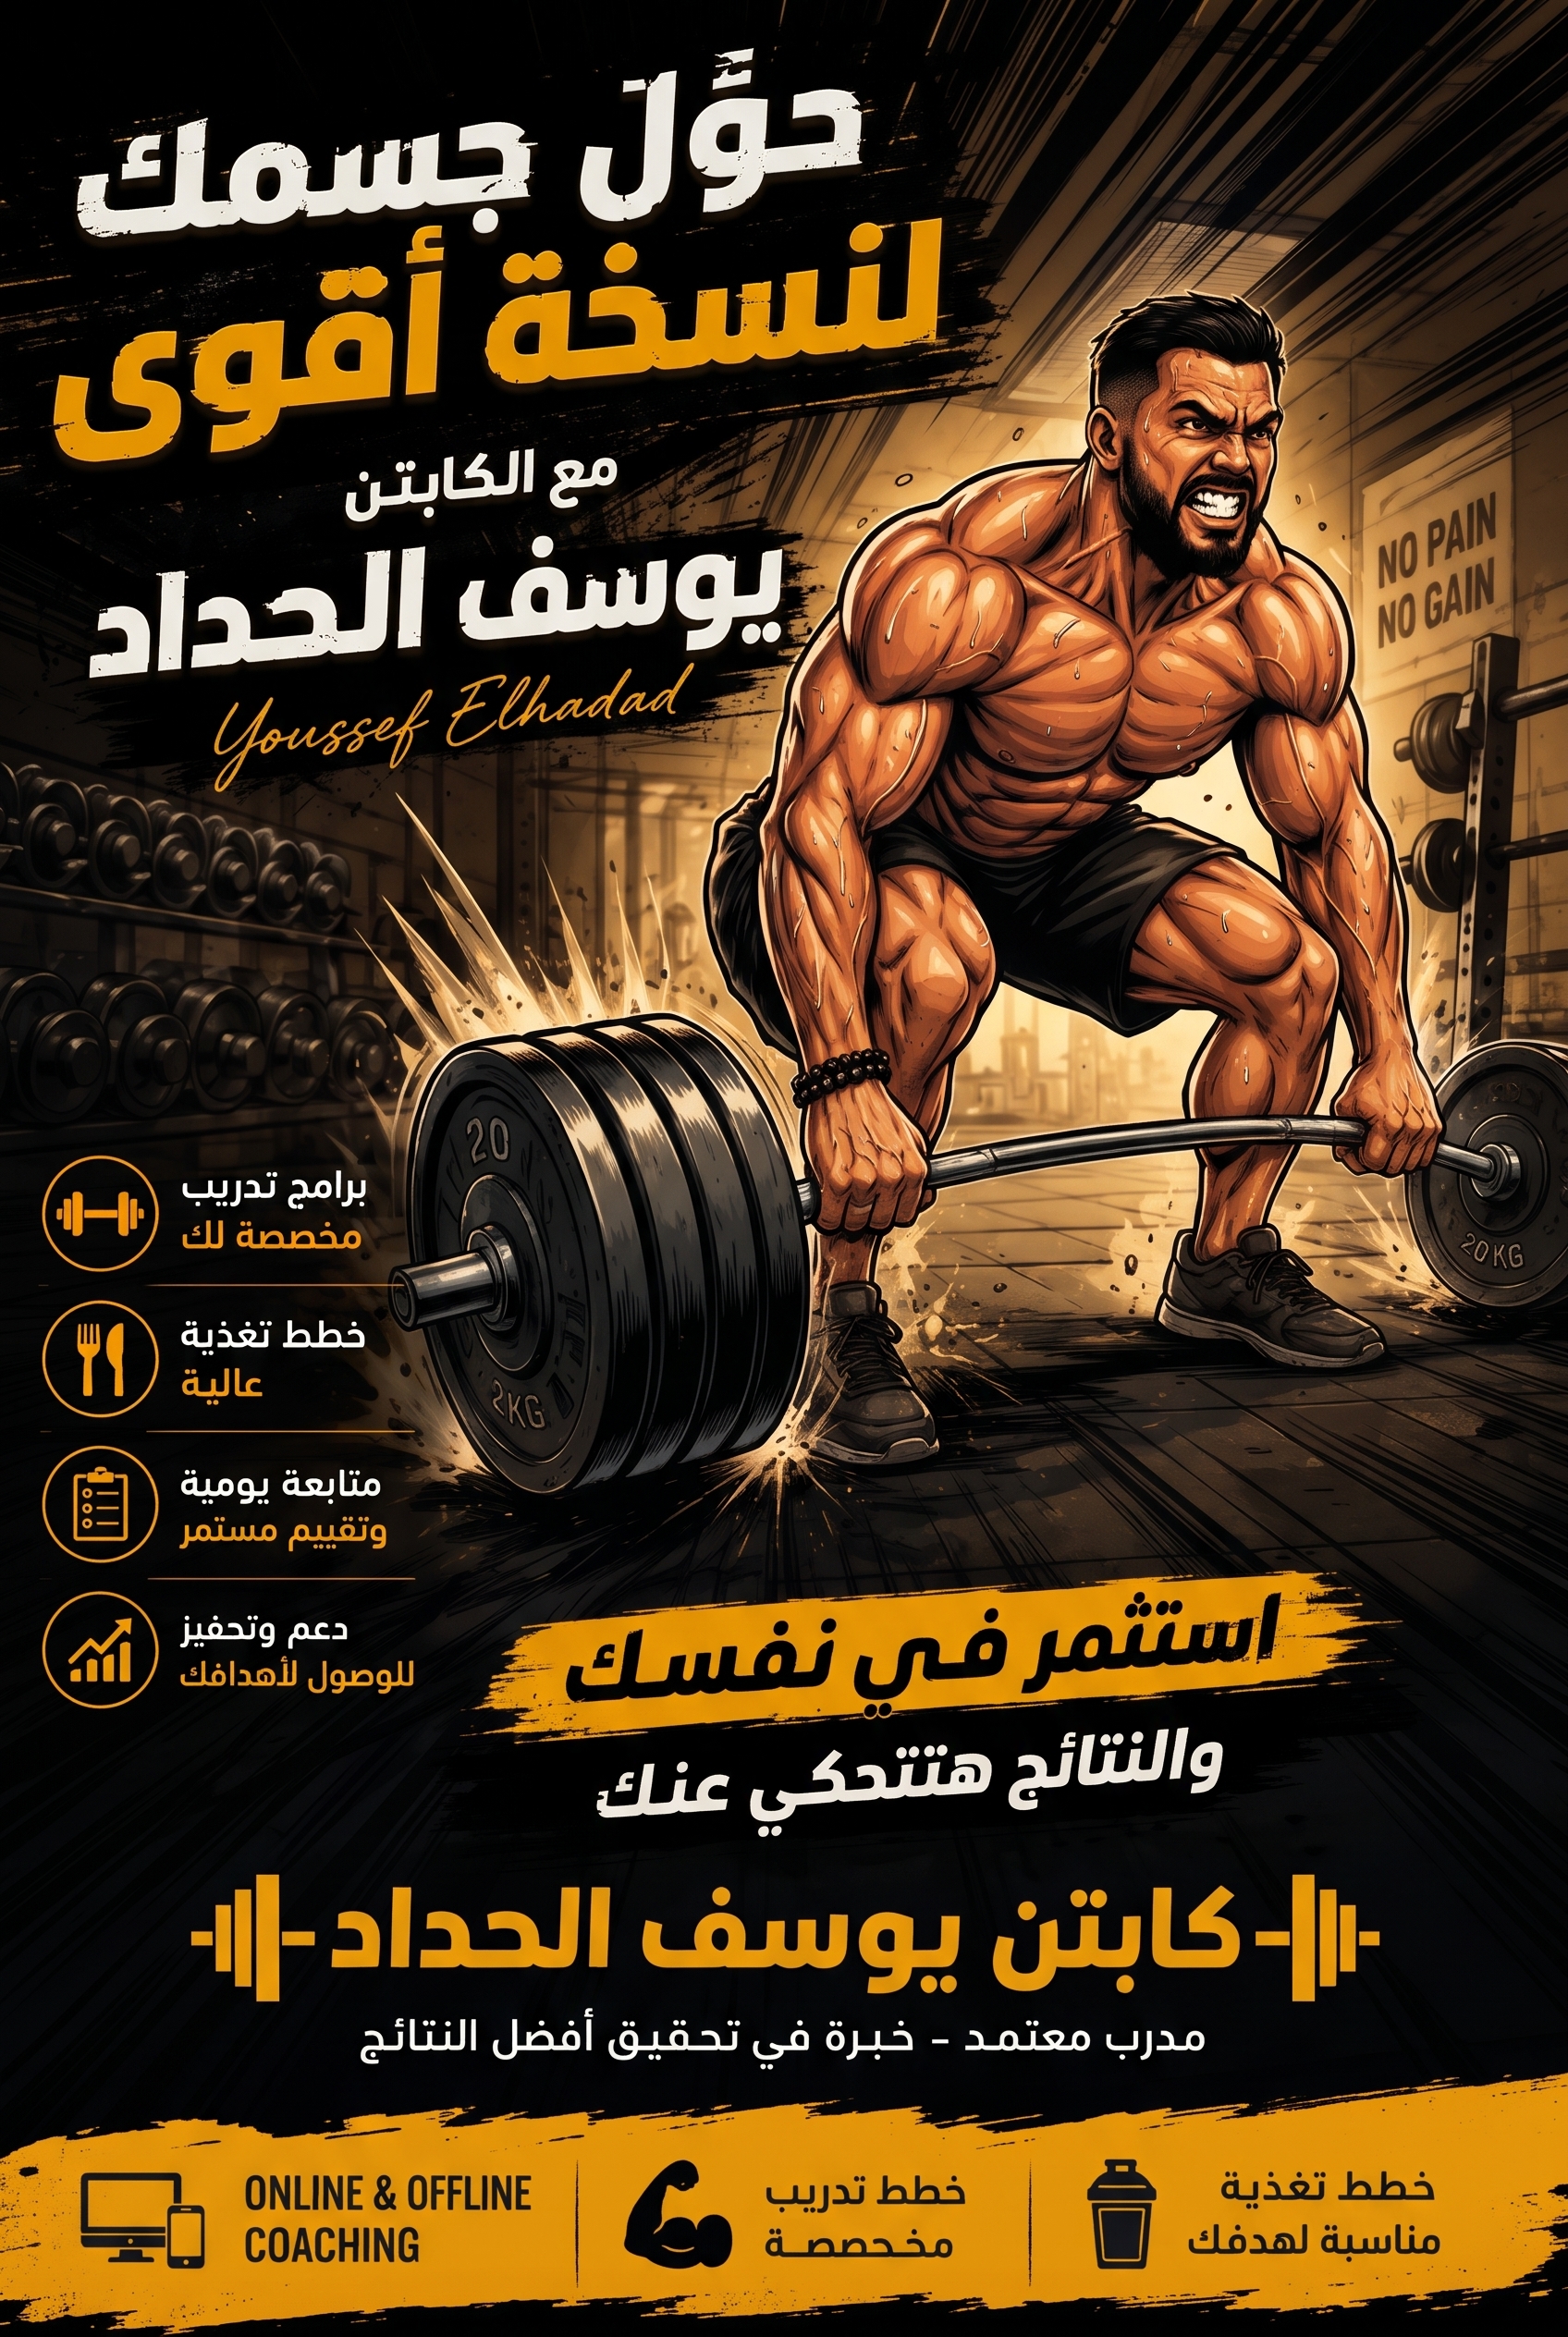 حوَّلَ جسمك
لنسخة أقوى
مع الكابتن
يوسف الحداد
Youssef Elhadad
NO PAIN
NO GAIN
20
2KG
20KG
برامج تدريب
مخصصة لك
خطط تغذية
عالية
متابعة يومية
وتقييم مستمر
دعم وتحفيز
للوصول لأهدافك
استثمر في نفسك
والنتائج هتتحكي عنك
كابتن يوسف الحداد
مدرب معتمد - خبرة في تحقيق أفضل النتائج
خطط تغذية
مناسبة لهدفك
خطط تدريب
مخحصصة
ONLINE & OFFLINE
COACHING